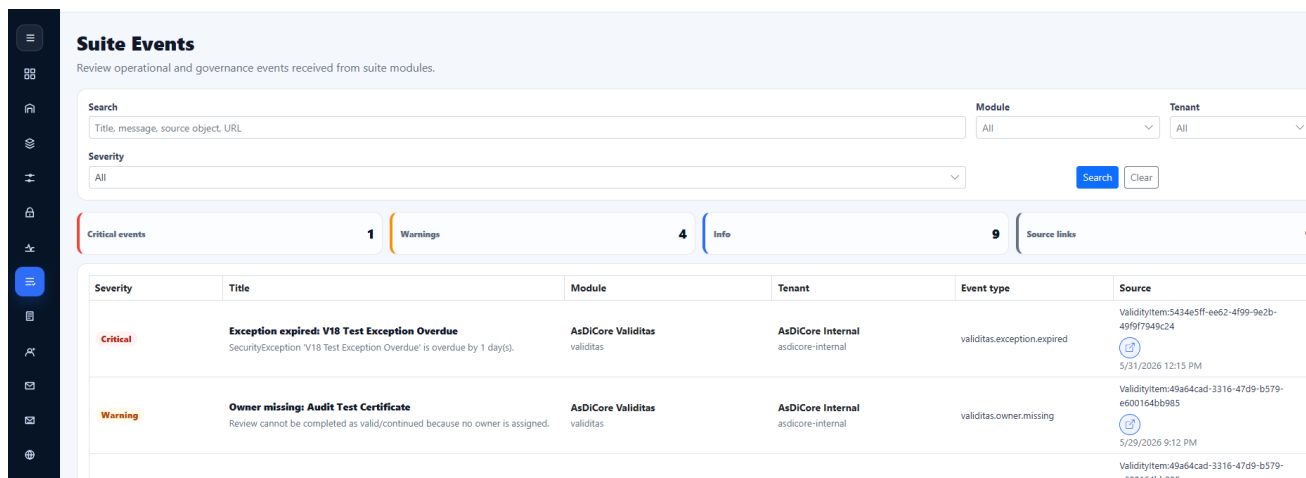 Suite Events
Review operational and governance events received from suite modules.
Search
Module
Tenant
Title, message, source object, URL
All
All
Severity
All
Search
Clear
Critical events
1
Warnings
4
Info
9
Source links
Severity
Title
Module
Tenant
Event type
Source
Critical
Exception expired: V18 Test Exception Overdue
SecurityException 'V18 Test Exception Overdue' is overdue by 1 day(s).
AsDiCore Validitas
validitas
AsDiCore Internal
asdicore-internal
validitas.exception.expired
ValidityItem:5434e5ff-ee62-4f99-9e2b-
49f9f7949c24
5/31/2026 12:15 PM
Warning
Owner missing: Audit Test Certificate
Review cannot be completed as valid/continued because no owner is assigned.
AsDiCore Validitas
validitas
AsDiCore Internal
asdicore-internal
validitas.owner.missing
ValidityItem:49a64cad-3316-47d9-b579-
e600164bb985
5/29/2026 9:12 PM
ValidityItem:49a64cad-3316-47d9-b579-